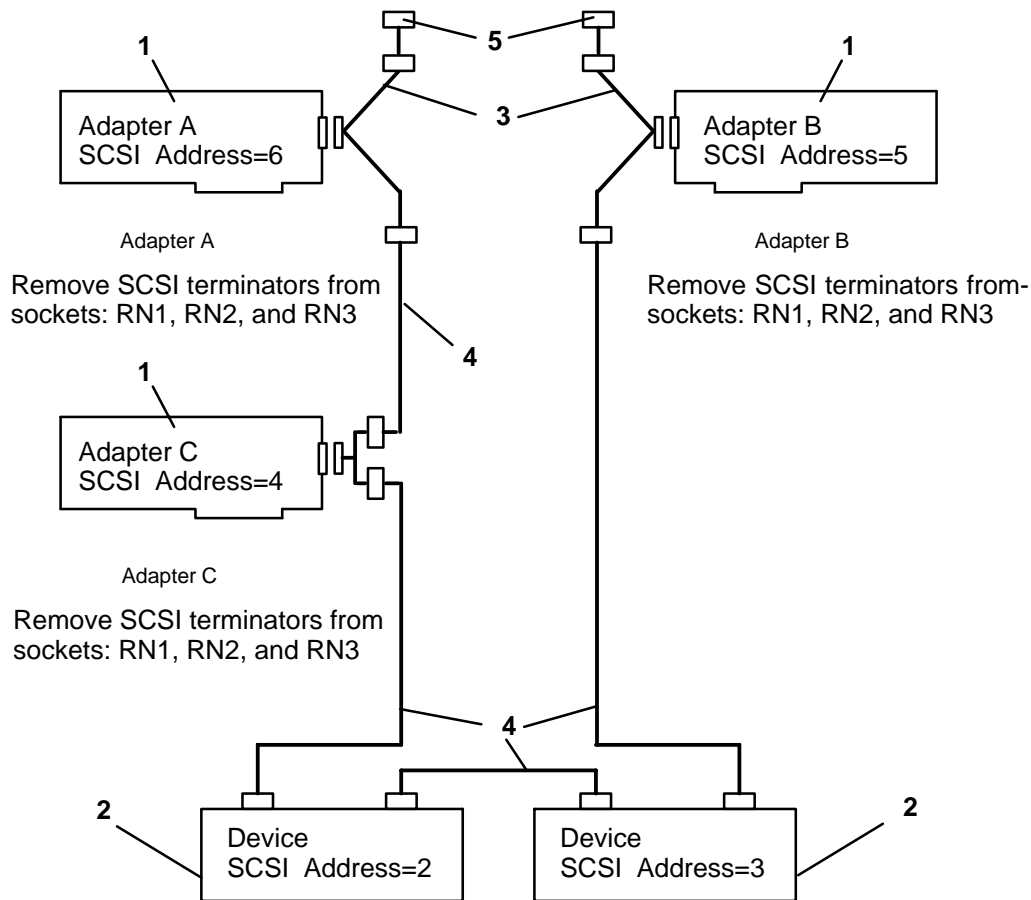 5
1
1
3
Adapter A
SCSI Address=6
Adapter B
SCSI Address=5
Adapter A
Remove SCSI terminators from
sockets: RN1, RN2, and RN3
Adapter B
Remove SCSI terminators from-
sockets: RN1, RN2, and RN3
4
1
Adapter C
SCSI Address=4
Adapter C
Remove SCSI terminators from
sockets: RN1, RN2, and RN3
4
2
2
Device
SCSI Address=2
Device
SCSI Address=3